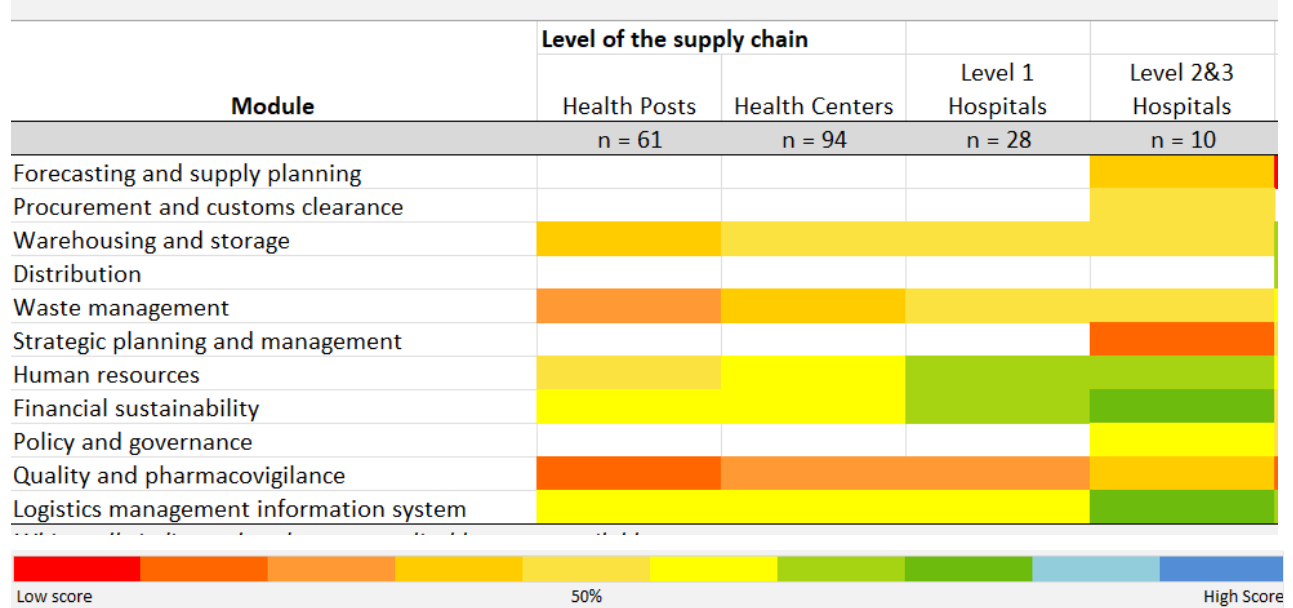 Level of the supply chain
Module Health Posts Health Centers Level 1 Hospitals Level 2&3 Hospitals
n = 61 n = 94 n = 28 n = 10
Forecasting and supply planning
Procurement and customs clearance
Warehousing and storage
Distribution
Waste management
Strategic planning and management
Human resources
Financial sustainability
Policy and governance
Quality and pharmacovigilance
Logistics management information system
Low score 50% High Score